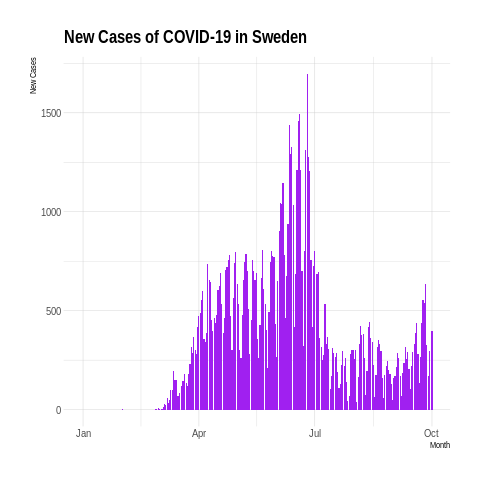 New Cases of COVID-19 in Sweden
New Cases
1500
1000
500
0
Jan Apr Jul Oct
Month